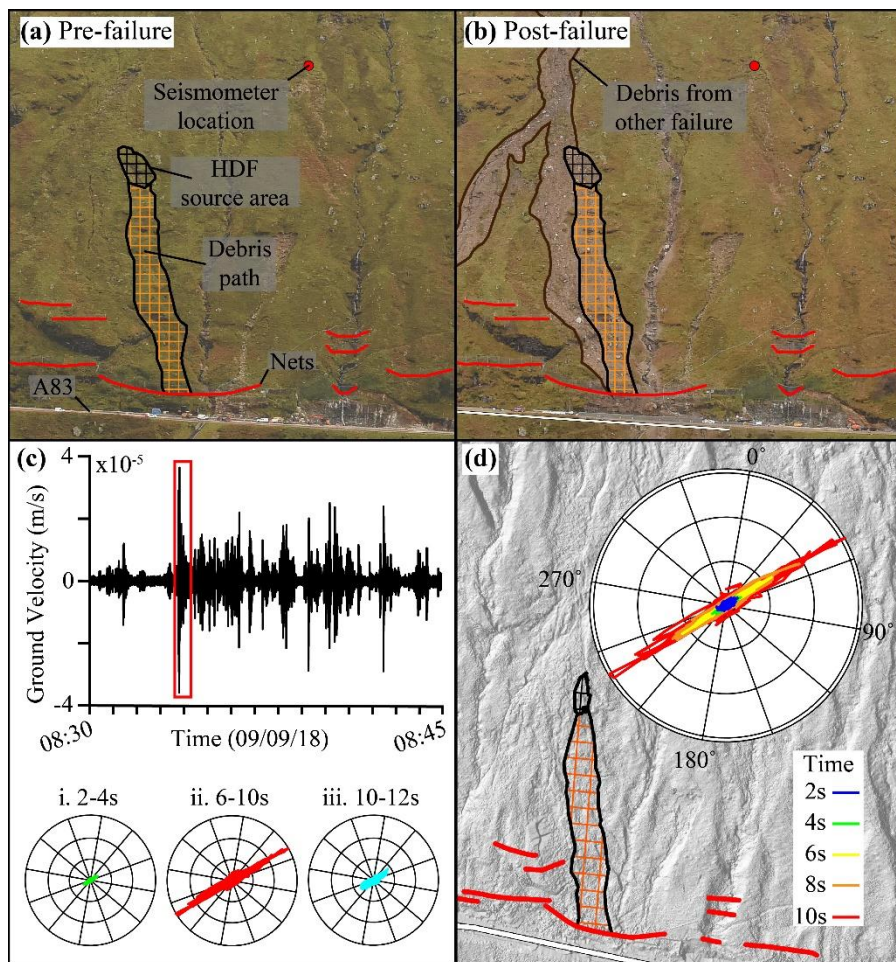 (a) Pre-failure
Seismometer
location
HDF
source area
Debris
path
Nets
A83
(b) Post-failure
Debris from
other failure
(c)
4
x10-5
0
-4
Ground Velocity (m/s)
08:30
Time (09/09/18)
08:45
i. 2-4s
ii. 6-10s
iii. 10-12s
(d)
0°
270°
90°
180°
Time
2s
4s
6s
8s
10s